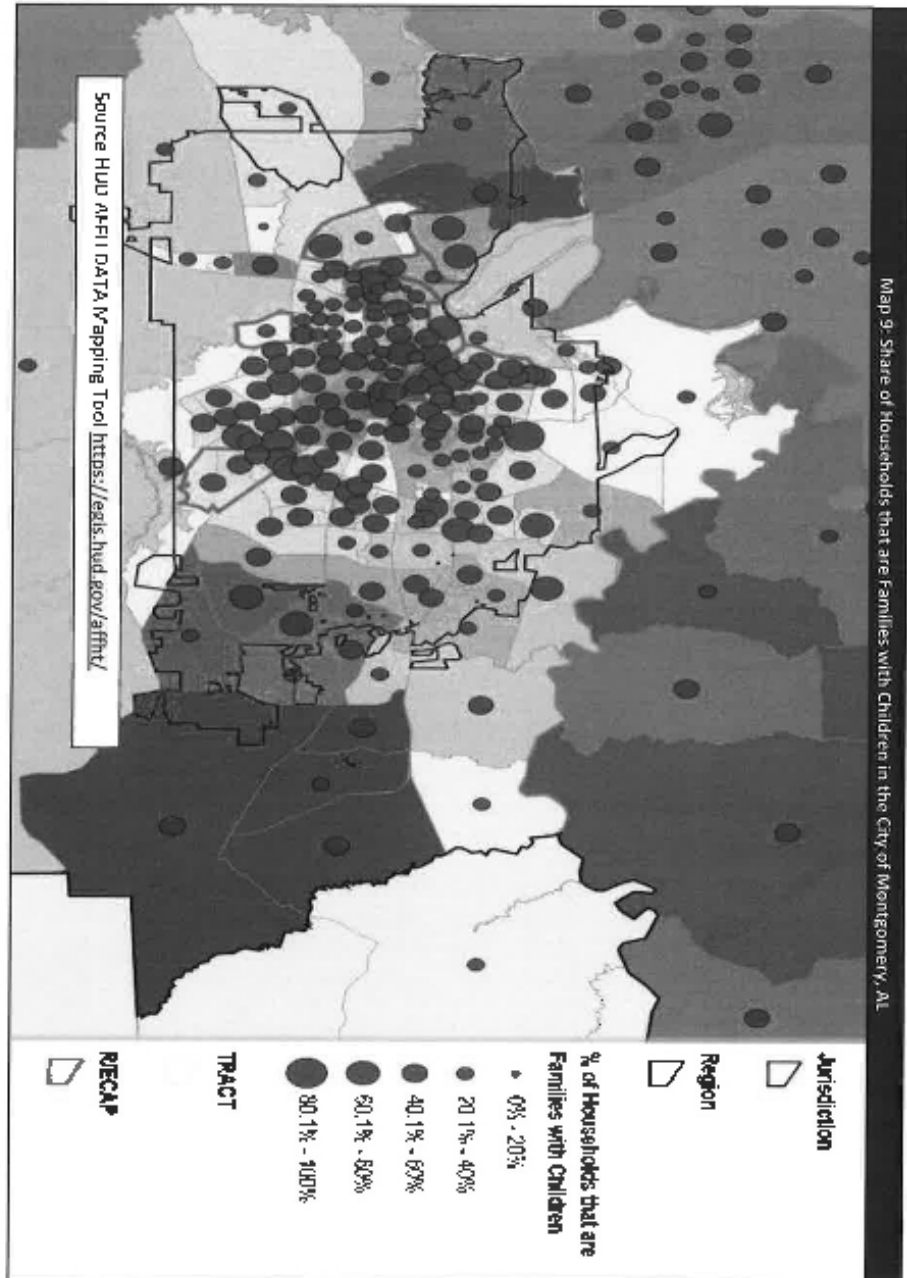 Map 9: Share of Households that are Families with Children in the City of Montgomery, AL
Jurisdiction
Region
% of Households that are
Families with Children
0% - 20%
20.1% - 40%
40.1% - 60%
60.1% - 80%
80.1% - 100%
TRACT
R/ECAP
Source HUD AFFH DATA Mapping Tool https://egis.hud.gov/affht/